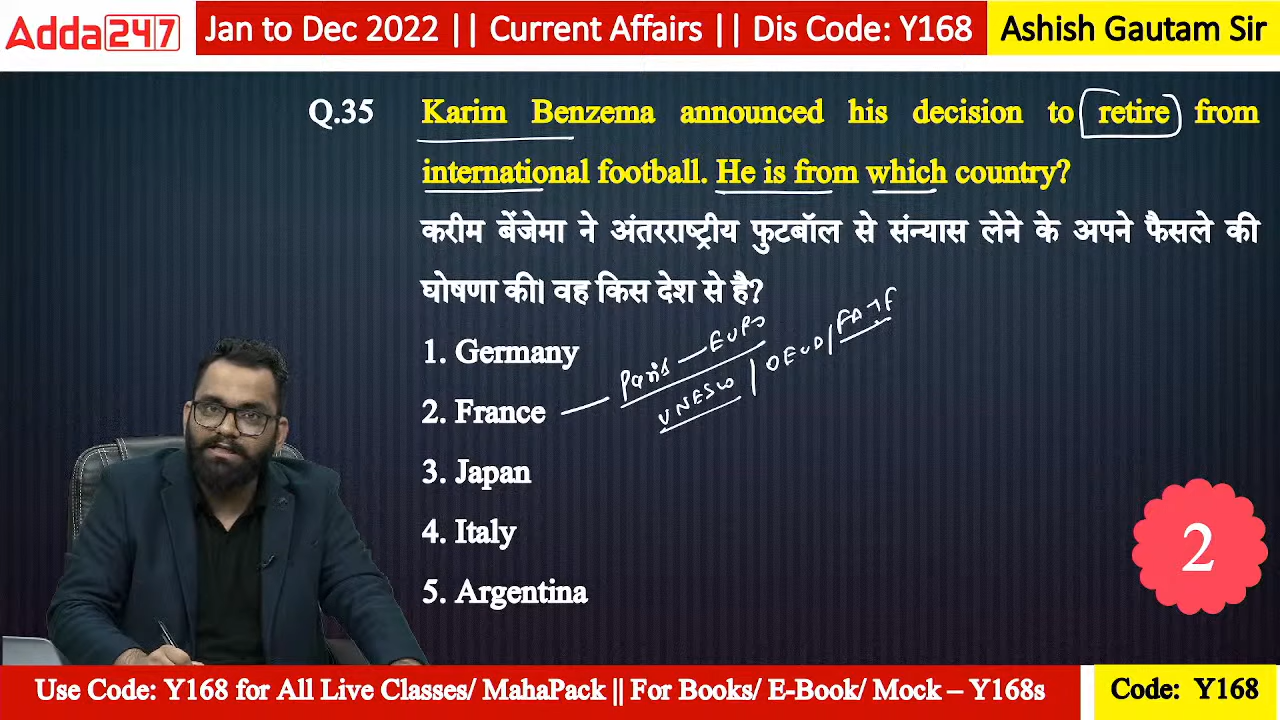 Adda247
Jan to Dec 2022 || Current Affairs || Dis Code: Y168
Ashish Gautam Sir
Q.35 Karim Benzema announced his decision to retire from
international football. He is from which country?
करीम बेंजेमा ने अंतरराष्ट्रीय फुटबॉल से संन्यास लेने के अपने फैसले की
घोषणा की। वह किस देश से है?
1. Germany
2. France
Paris — EURO
UNESCO | OECD / FATF
3. Japan
4. Italy
5. Argentina
2
Use Code: Y168 for All Live Classes/ MahaPack || For Books/ E-Book/ Mock – Y168s
Code: Y168